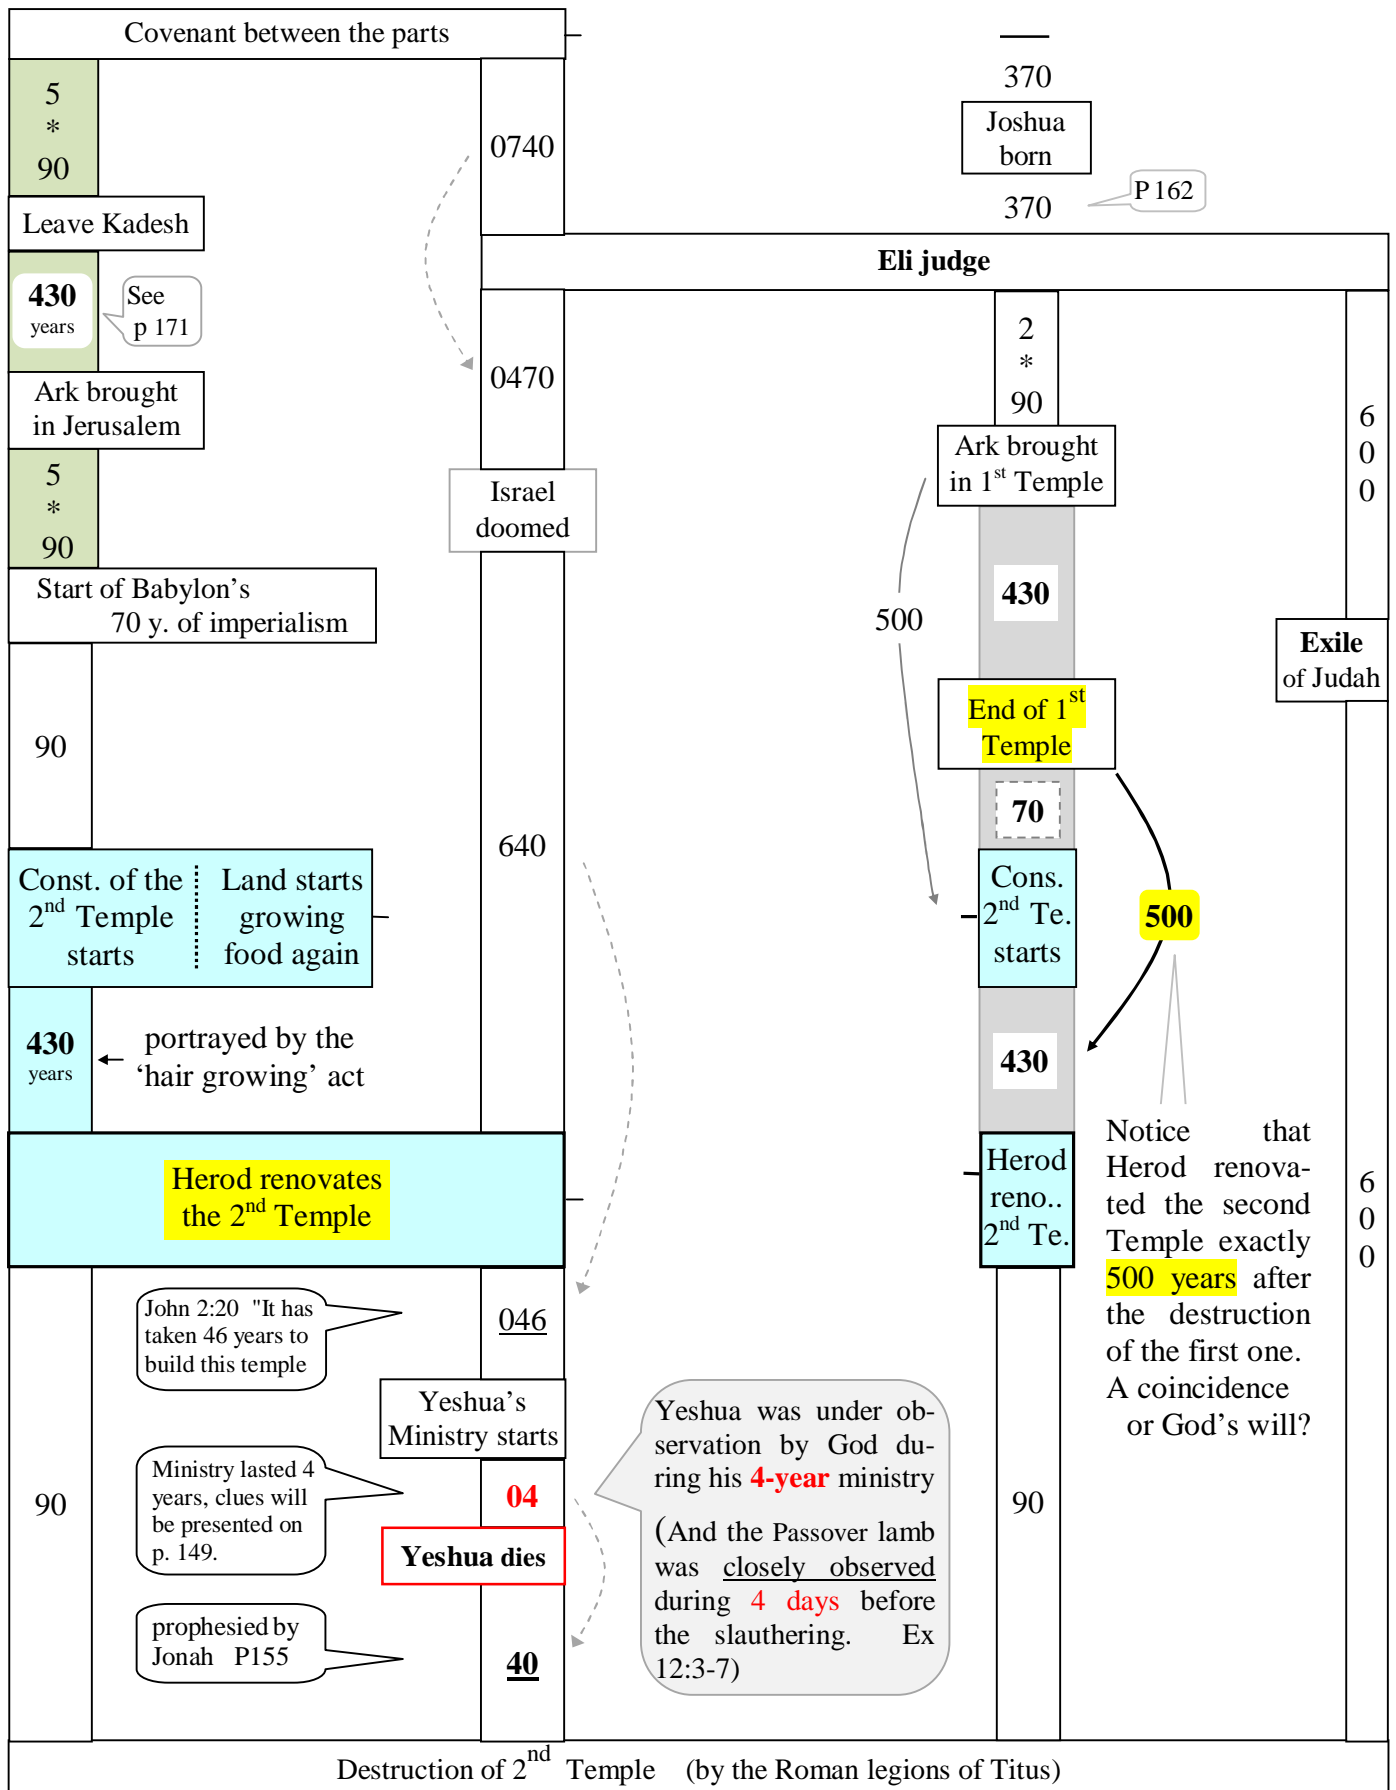 Covenant between the parts
5
*
90
Leave Kadesh
430
years
See
p 171
Ark brought
in Jerusalem
5
*
90
Start of Babylon’s
70 y. of imperialism
90
Const. of the
2nd Temple
starts
Land starts
growing
food again
430
years
portrayed by the
‘hair growing’ act
Herod renovates
the 2nd Temple
90
0740
0470
Israel
doomed
640
John 2:20 "It has
taken 46 years to
build this temple
046
Yeshua’s
Ministry starts
Ministry lasted 4
years, clues will
be presented on
p. 149.
04
Yeshua dies
prophesied by
Jonah P155
40
Yeshua was under ob-
servation by God du-
ring his 4-year ministry
(And the Passover lamb
was closely observed
during 4 days before
the slauthering. Ex
12:3-7)
370
Joshua
born
370
P 162
Eli judge
2
*
90
Ark brought
in 1st Temple
430
500
End of 1st
Temple
70
Cons.
2nd Te.
starts
500
430
Herod
reno..
2nd Te.
90
Notice that
Herod renova-
ted the second
Temple exactly
500 years after
the destruction
of the first one.
A coincidence
or God’s will?
6
0
0
Exile
of Judah
6
0
0
Destruction of 2nd Temple (by the Roman legions of Titus)